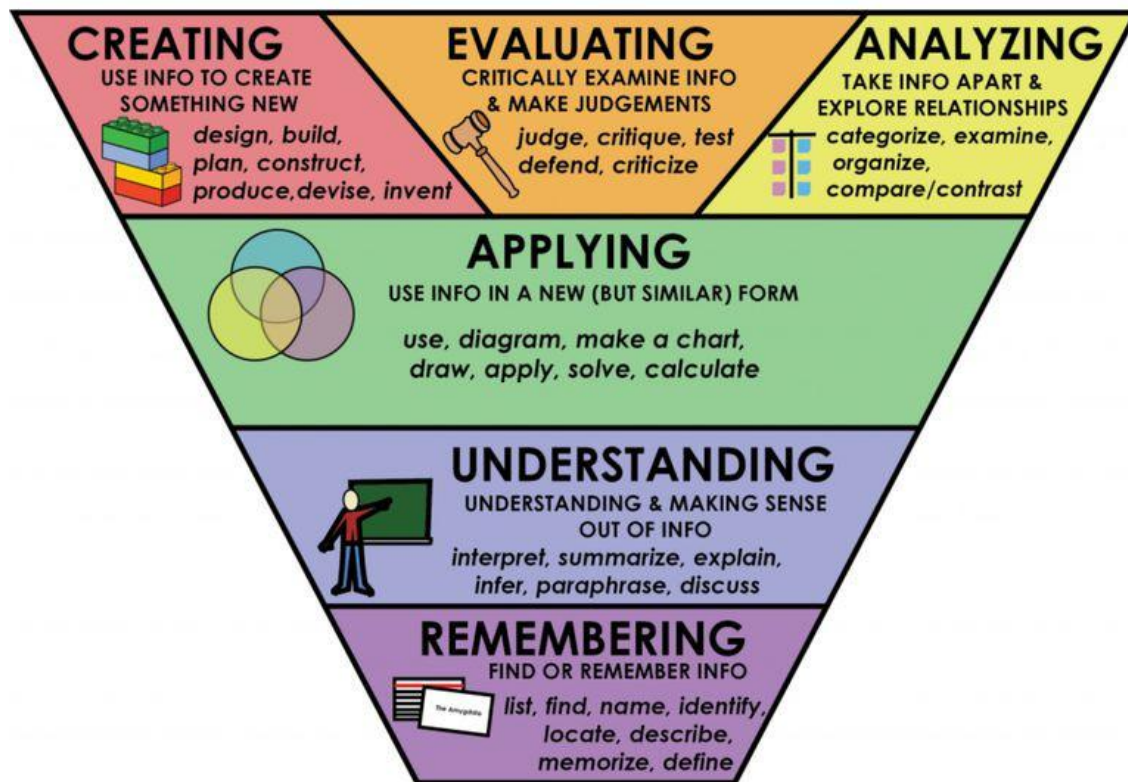 CREATING
USE INFO TO CREATE
SOMETHING NEW
design, build,
plan, construct,
produce,devise, invent
EVALUATING
CRITICALLY EXAMINE INFO
& MAKE JUDGEMENTS
judge, critique, test
defend, criticize
ANALYZING
TAKE INFO APART &
EXPLORE RELATIONSHIPS
categorize, examine,
organize,
compare/contrast
APPLYING
USE INFO IN A NEW (BUT SIMILAR) FORM
use, diagram, make a chart,
draw, apply, solve, calculate
UNDERSTANDING
UNDERSTANDING & MAKING SENSE
OUT OF INFO
interpret, summarize, explain,
infer, paraphrase, discuss
REMEMBERING
FIND OR REMEMBER INFO
The Amygdala
list, find, name, identify,
locate, describe,
memorize, define